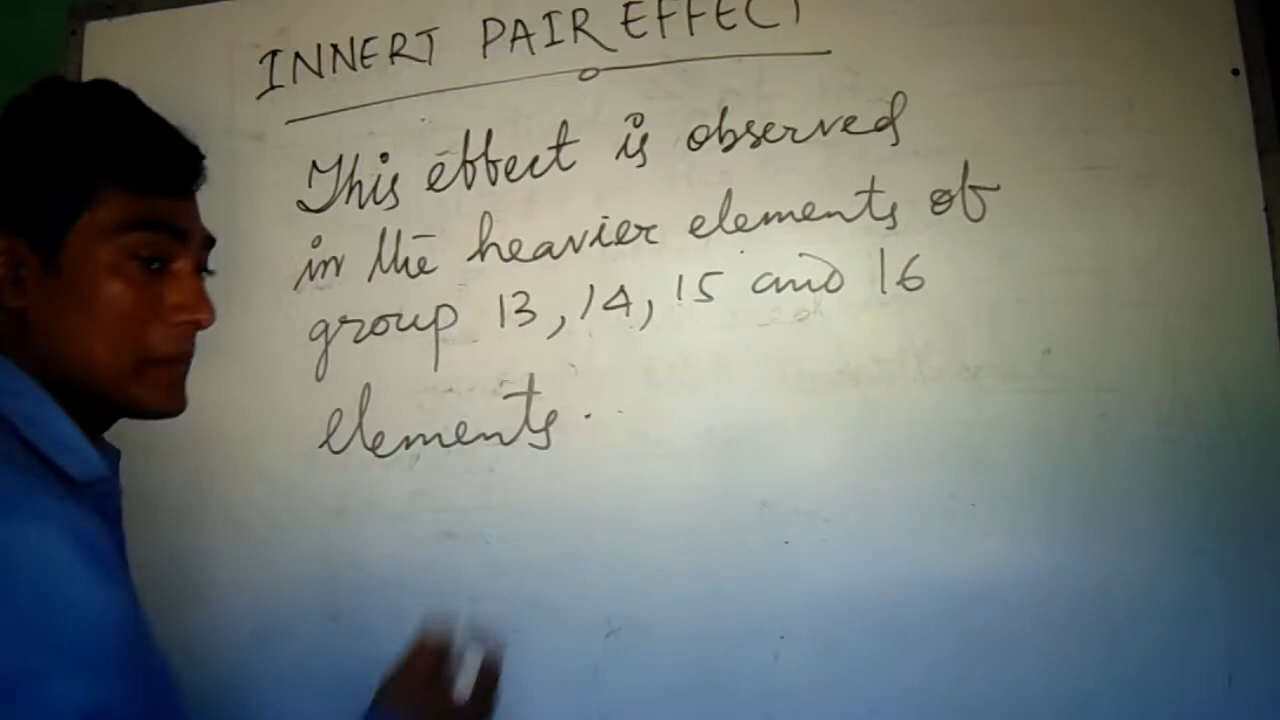 INNERT PAIR EFFECT
This effect is observed
in the heavier elements of
group 13, 14, 15 and 16
elements.